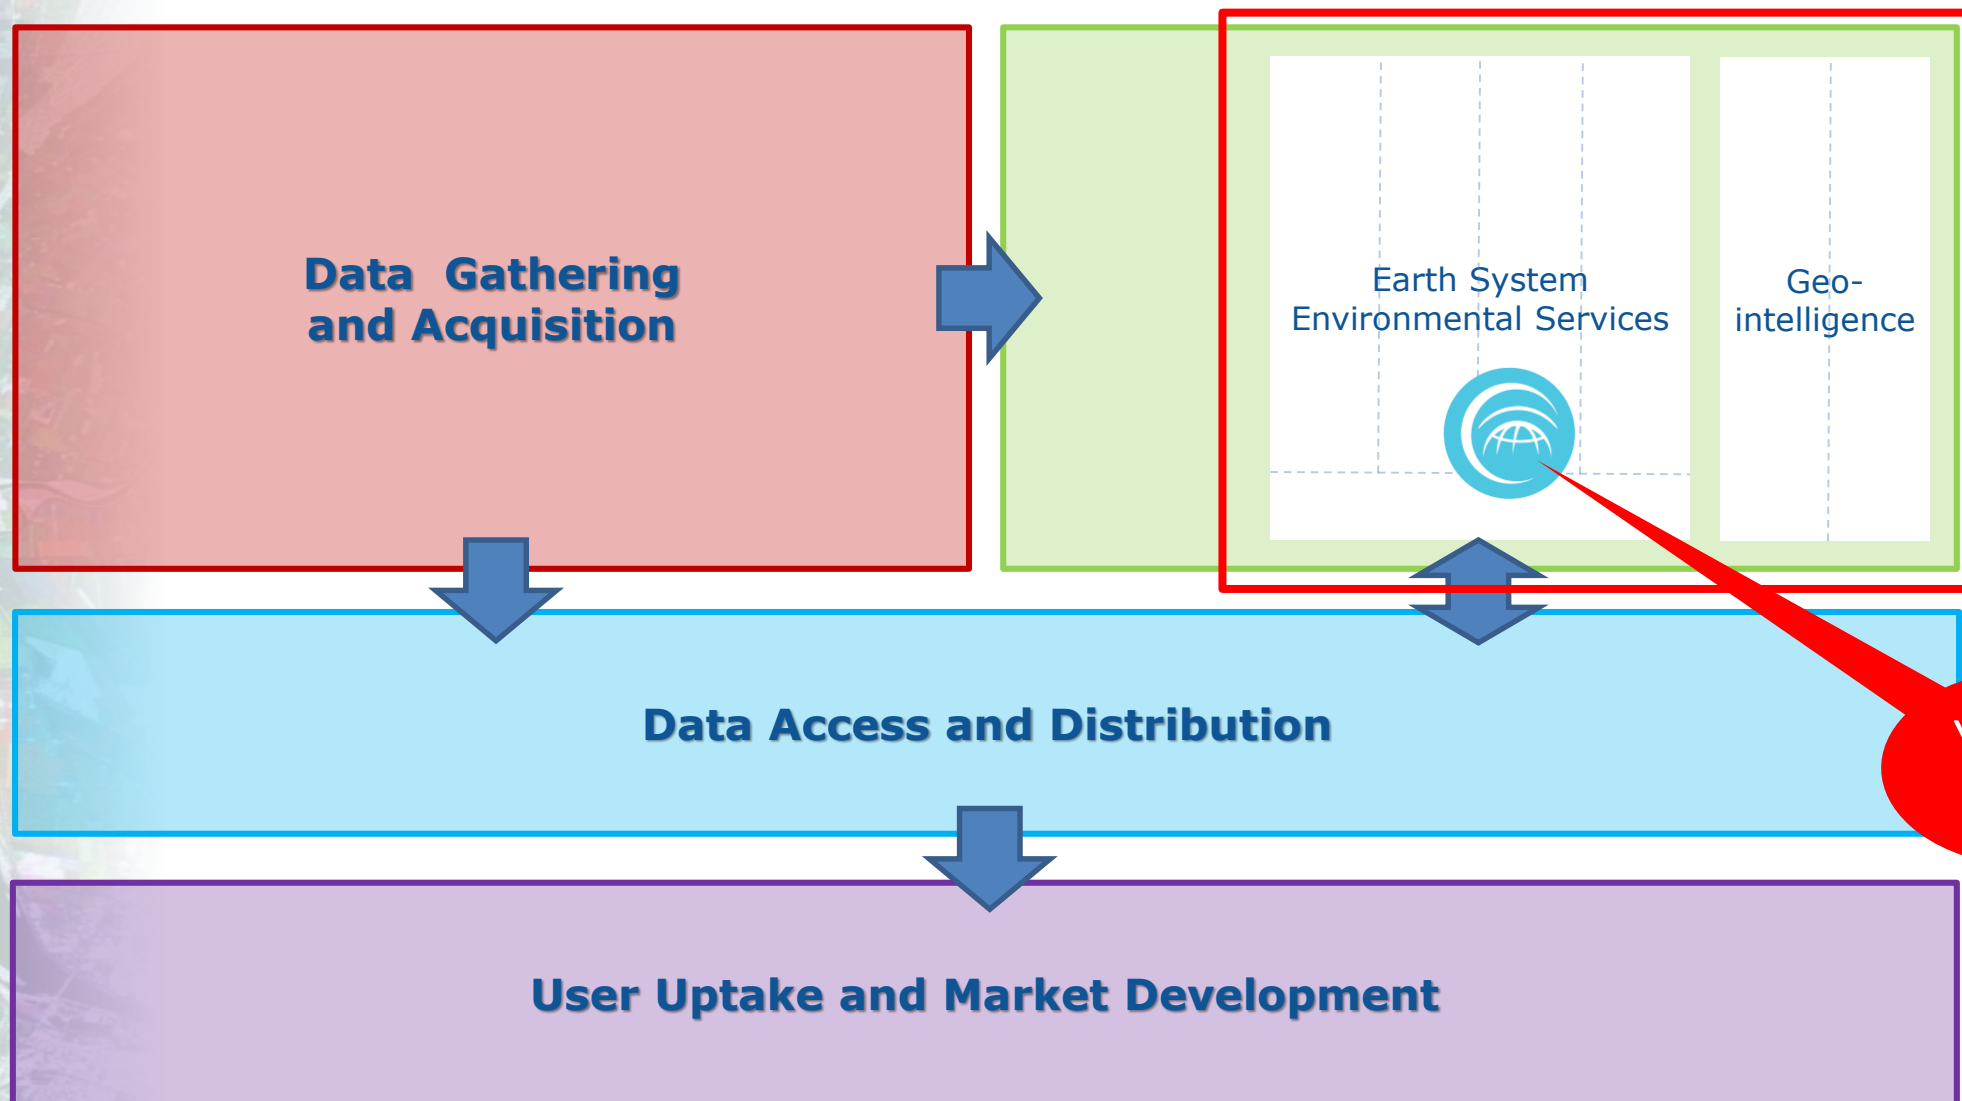 Data Gathering
and Acquisition
Earth System
Environmental Services
Geo-
intelligence
Data Access and Distribution
User Uptake and Market Development